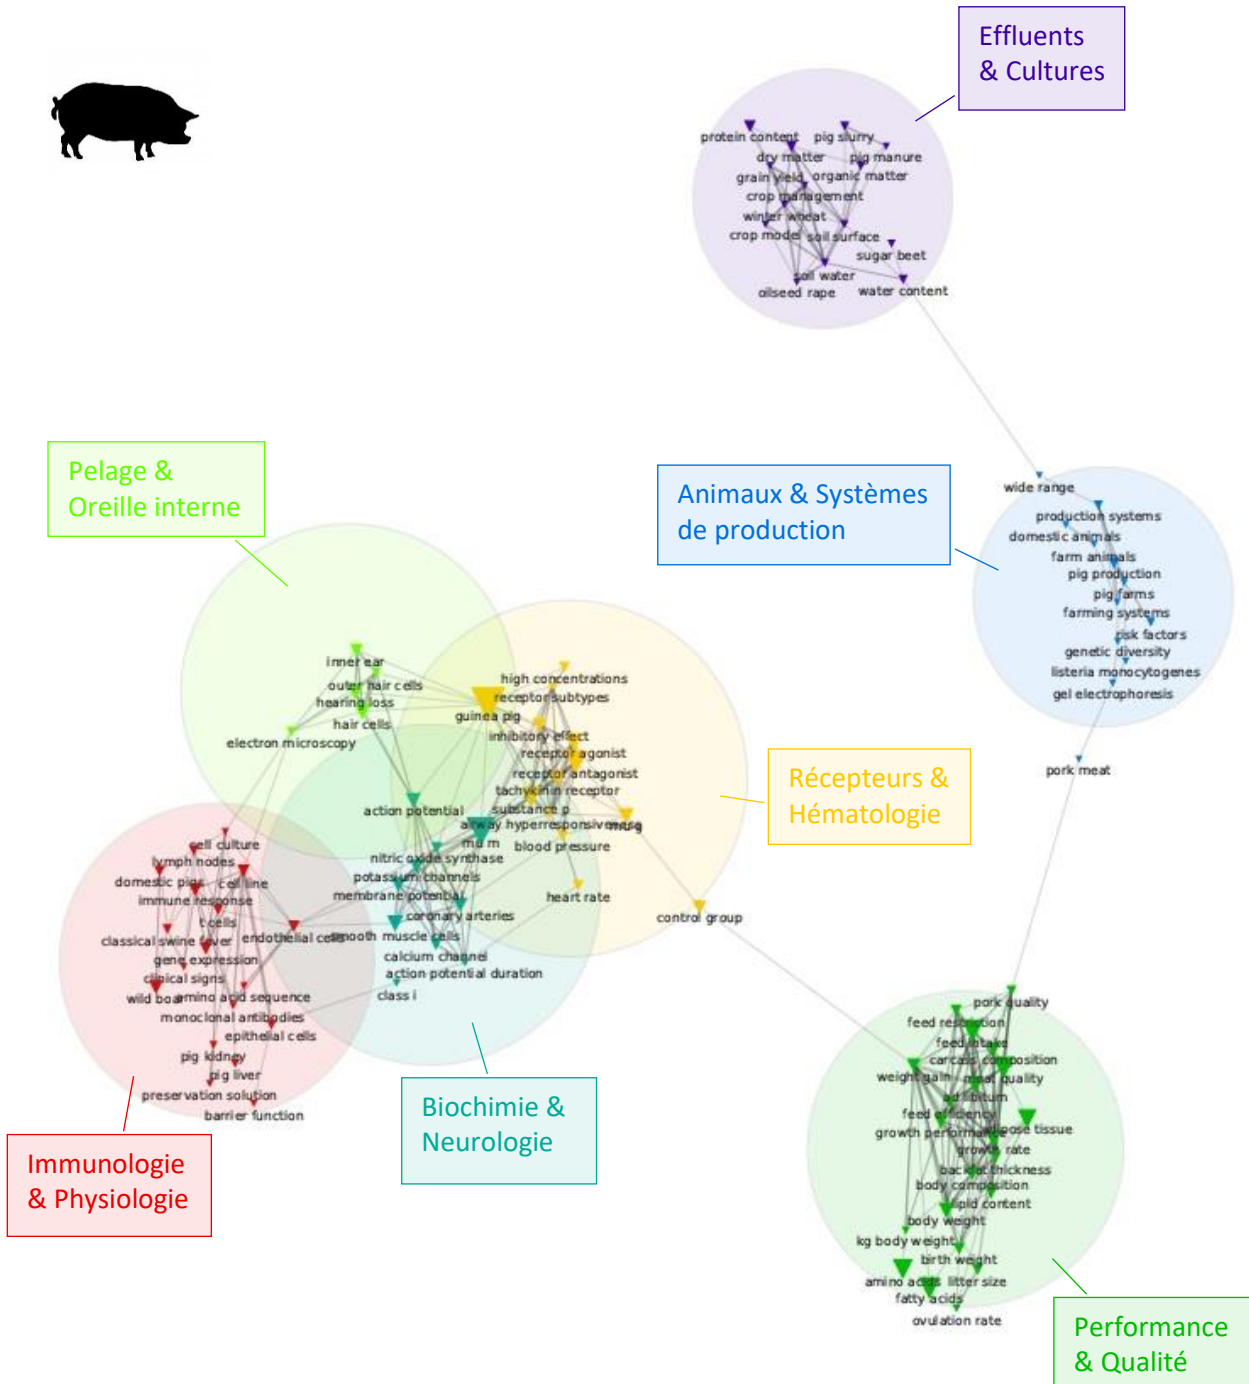 Effluents
& Cultures
protein content
pig slurry
dry matter
pig manure
grain yield
organic matter
crop management
winter wheat
crop model
soil surface
sugar beet
soil water
oilseed rape
water content
Pelage &
Oreille interne
Animaux & Systèmes
de production
wide range
production systems
domestic animals
farm animals
pig production
pig farms
farming systems
risk factors
genetic diversity
listeria monocytogenes
gel electrophoresis
pork meat
inner ear
outer hair cells
hearing loss
hair cells
electron microscopy
high concentrations
receptor subtypes
guinea pig
inhibitory effect
receptor agonist
receptor antagonist
tachykinin receptor
substance p
airway hyperresponsiveness
mu g
blood pressure
heart rate
control group
Récepteurs &
Hématologie
action potential
mu m
nitric oxide synthase
potassium channels
membrane potential
coronary arteries
smooth muscle cells
calcium channel
action potential duration
class i
cell culture
lymph nodes
domestic pigs
cell line
immune response
t cells
classical swine fever
endothelial cells
gene expression
clinical signs
wild boar
amino acid sequence
monoclonal antibodies
epithelial cells
pig kidney
pig liver
preservation solution
barrier function
Biochimie &
Neurologie
Immunologie
& Physiologie
pork quality
feed restriction
feed intake
carcass composition
weight gain
meat quality
ad libitum
feed efficiency
growth performance
adipose tissue
growth rate
backfat thickness
body composition
lipid content
body weight
kg body weight
birth weight
amino acids
litter size
fatty acids
ovulation rate
Performance
& Qualité